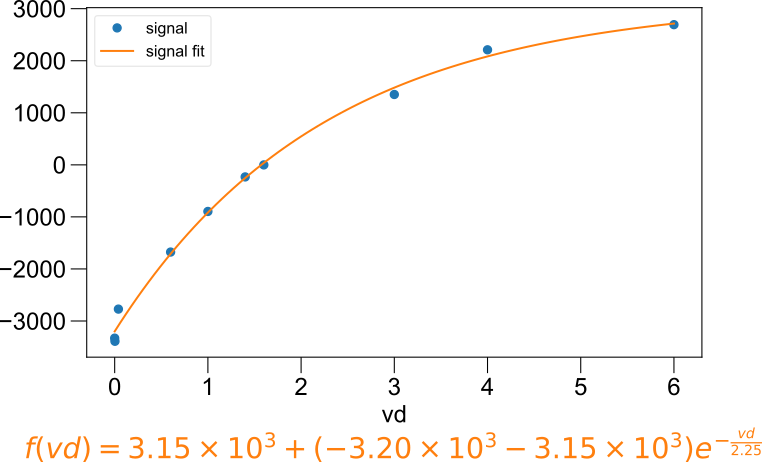 3000
2000
1000
0
−1000
−2000
−3000
signal
signal fit
0 1 2 3 4 5 6
vd
f(vd) = 3.15 × 10³ + (−3.20 × 10³ − 3.15 × 10³)e^{−\frac{vd}{2.25}}